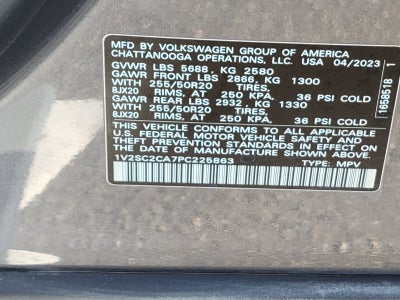 MFD BY VOLKSWAGEN GROUP OF AMERICA
CHATTANOOGA OPERATIONS, LLC. USA 04/2023
GVWR LBS 5688, KG 2580
GAWR FRONT LBS 2866, KG 1300
WITH 255/50R20 TIRES,
8JX20 RIMS, AT 250 KPA, 36 PSI COLD
GAWR REAR LBS 2932, KG 1330
WITH 255/50R20 TIRES,
8JX20 RIMS, AT 250 KPA, 36 PSI COLD
THIS VEHICLE CONFORMS TO ALL APPLICABLE
U.S. FEDERAL MOTOR VEHICLE SAFETY AND
THEFT PREVENTION STANDARDS IN EFFECT
ON THE DATE OF MANUFACTURE SHOWN ABOVE.
1V2SC2CA7PC225863 TYPE: MPV
1658518 1